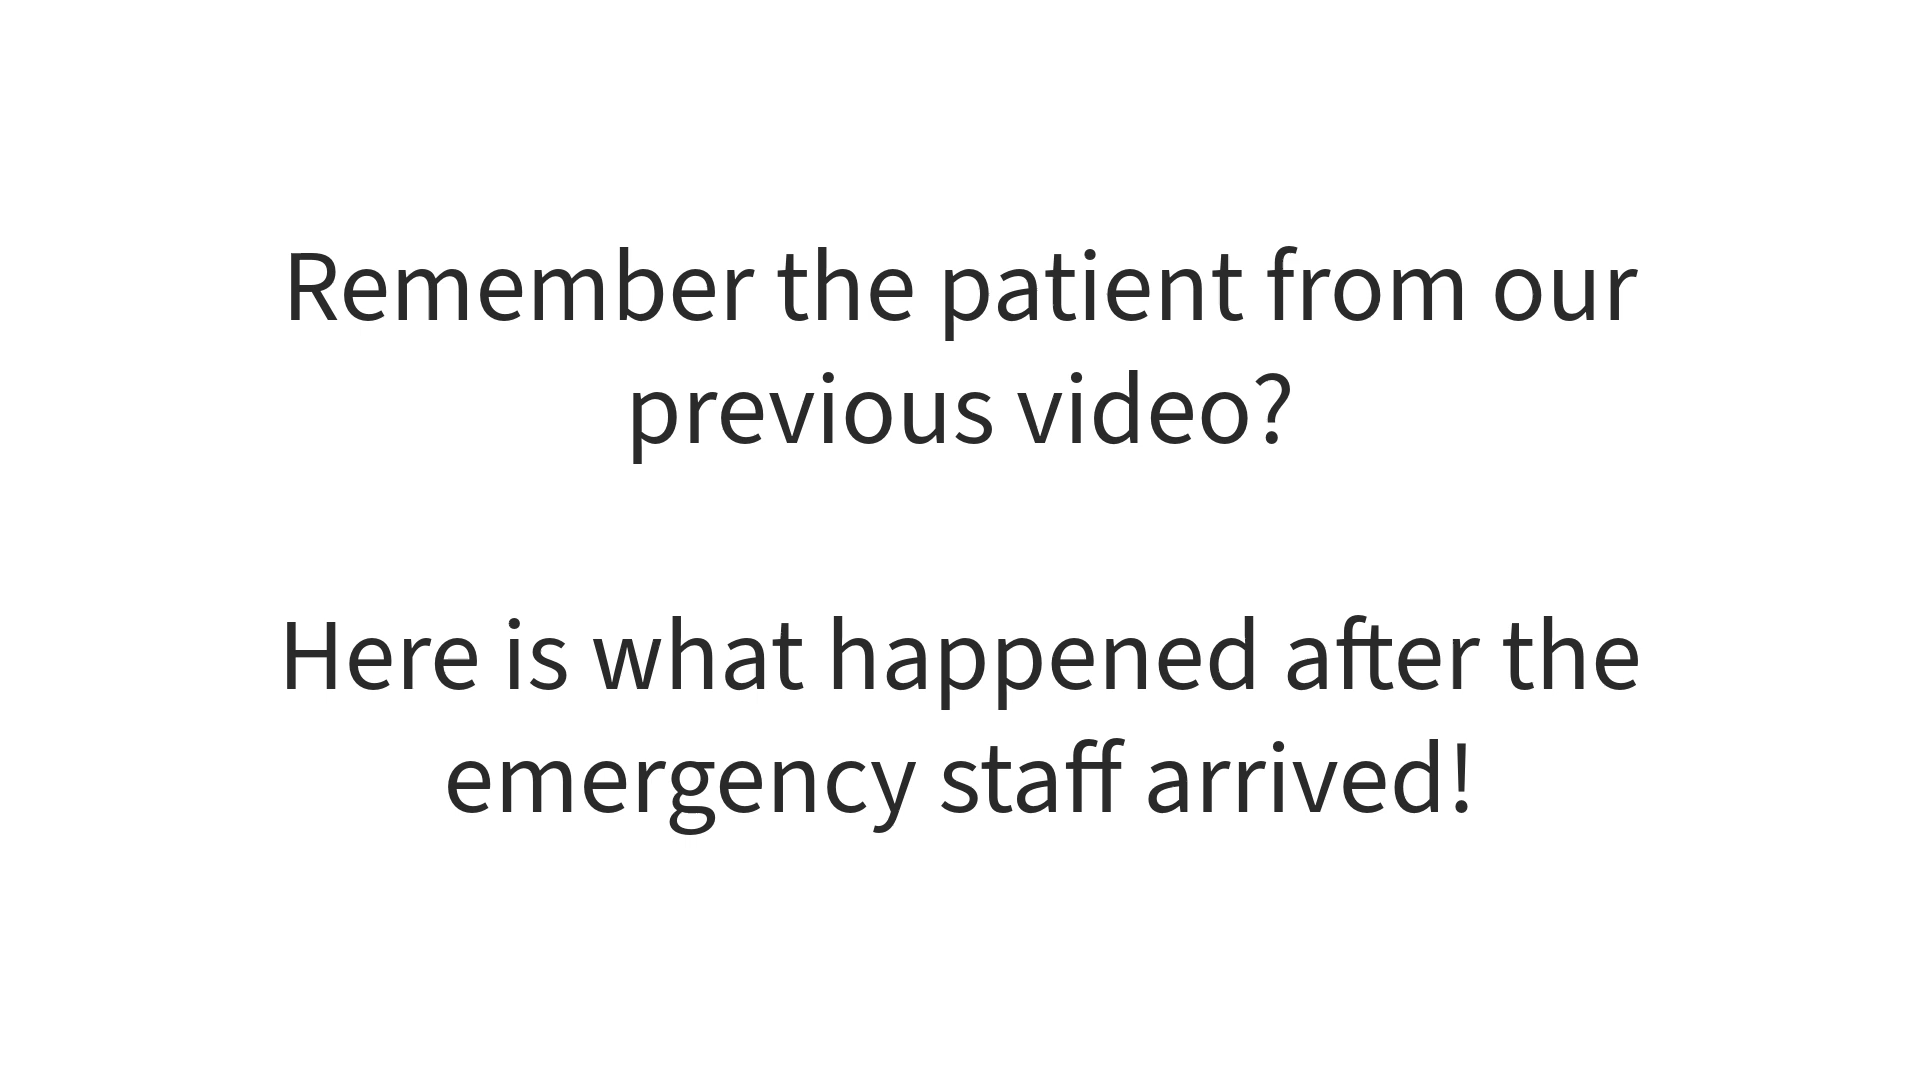 Remember the patient from our
previous video?
Here is what happened after the
emergency staff arrived!